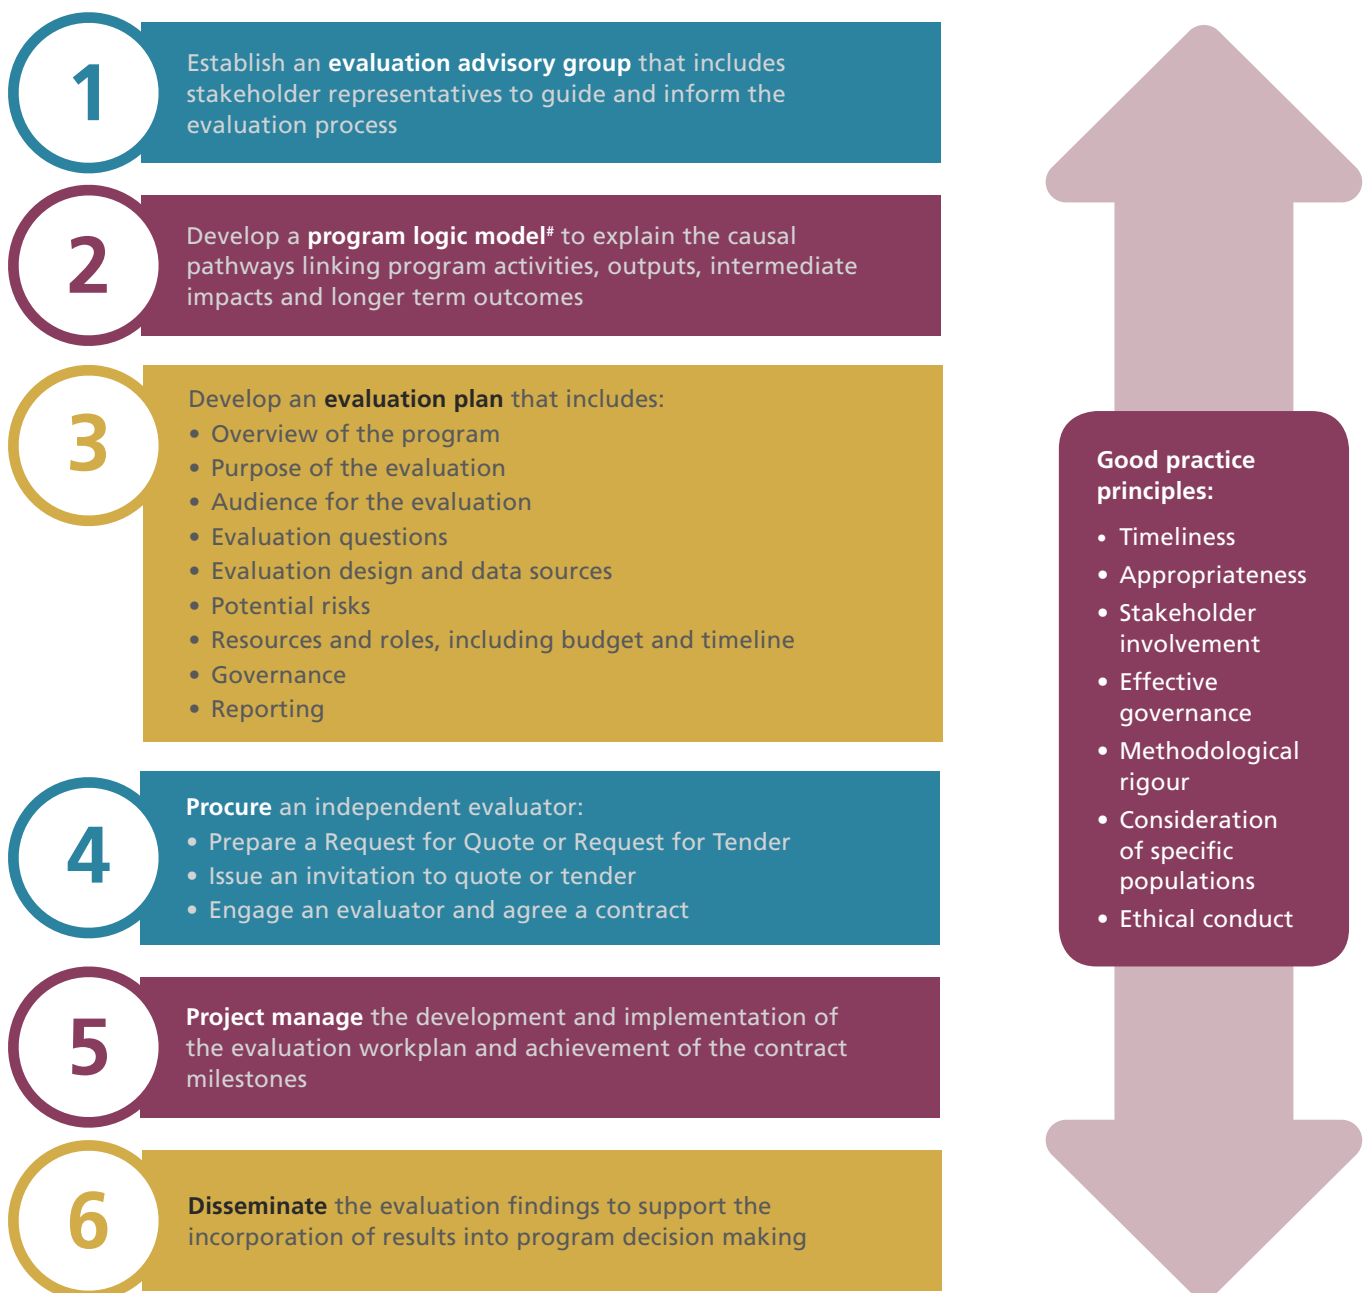 1
Establish an evaluation advisory group that includes
stakeholder representatives to guide and inform the
evaluation process
2
Develop a program logic model# to explain the causal
pathways linking program activities, outputs, intermediate
impacts and longer term outcomes
3
Develop an evaluation plan that includes:
• Overview of the program
• Purpose of the evaluation
• Audience for the evaluation
• Evaluation questions
• Evaluation design and data sources
• Potential risks
• Resources and roles, including budget and timeline
• Governance
• Reporting
4
Procure an independent evaluator:
• Prepare a Request for Quote or Request for Tender
• Issue an invitation to quote or tender
• Engage an evaluator and agree a contract
5
Project manage the development and implementation of
the evaluation workplan and achievement of the contract
milestones
6
Disseminate the evaluation findings to support the
incorporation of results into program decision making
Good practice
principles:
• Timeliness
• Appropriateness
• Stakeholder
involvement
• Effective
governance
• Methodological
rigour
• Consideration
of specific
populations
• Ethical conduct